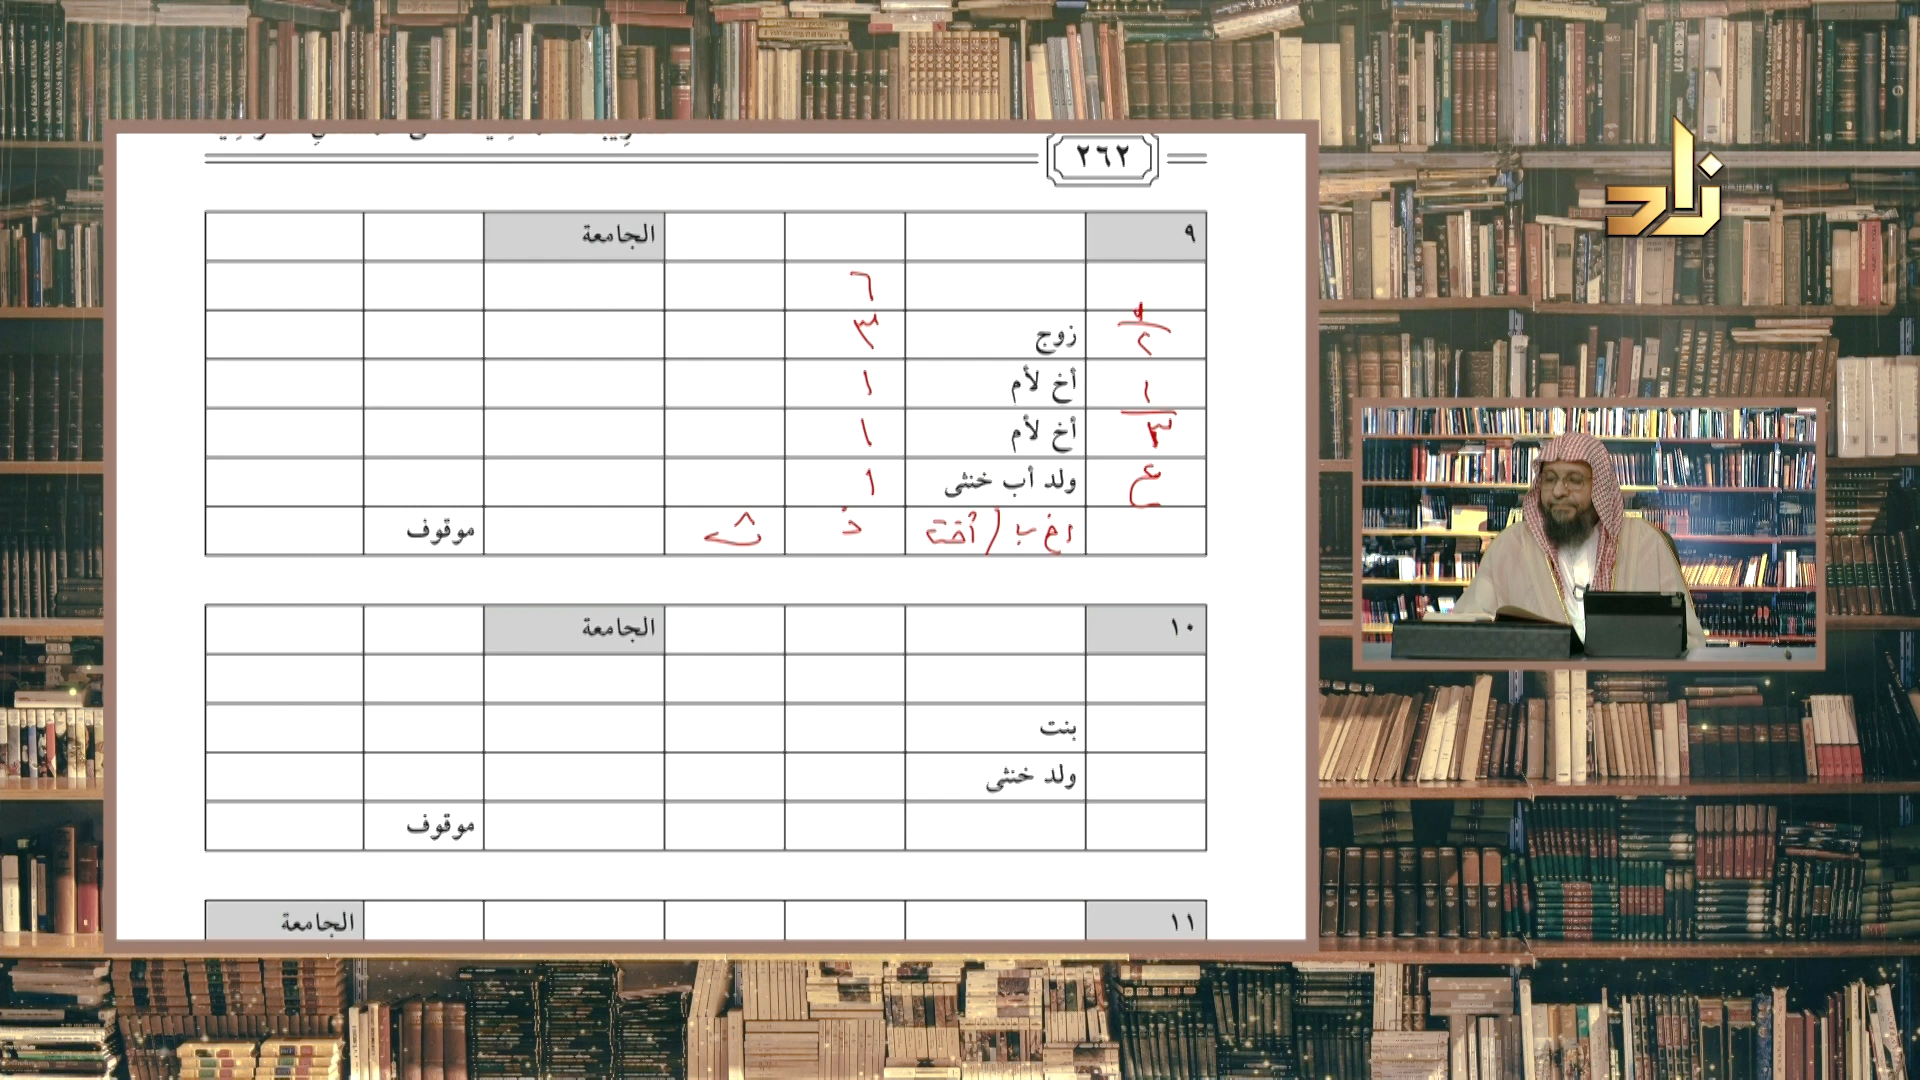 ٢٦٢
زاد
٩ الجامعة
٦
١/٢ زوج ٣
١ أخ لأم ١
٣ أخ لأم ١
ع ولد أب خنثى ١
أخ ب / أخت ذ ث موقوف
١٠ الجامعة
بنت
ولد خنثى
موقوف
١١ الجامعة